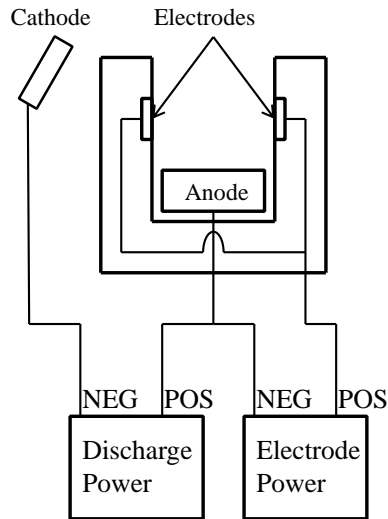 Cathode
Electrodes
Anode
NEG
POS
NEG
POS
Discharge
Power
Electrode
Power